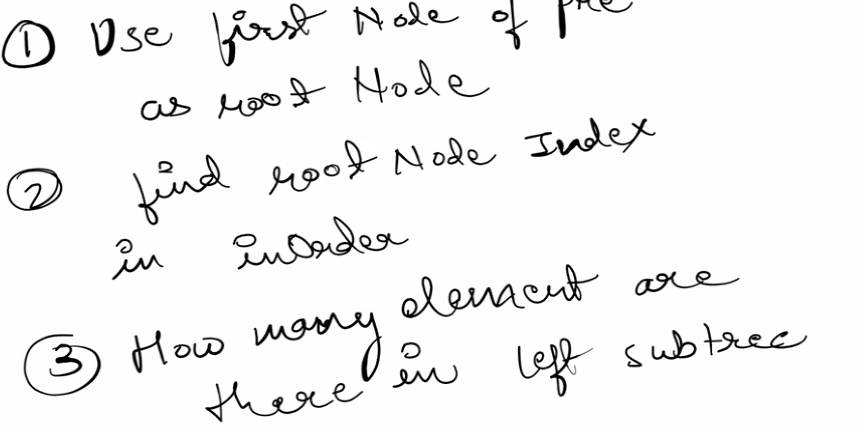 ① Use first Node of pre
as root Node
② find root Node Index
in inOrder
③ How many element are
there in left subtree